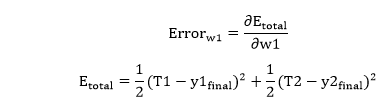 Error_w1 = ∂E_total / ∂w1
E_total = 1/2 (T1 − y1_final)² + 1/2 (T2 − y2_final)²